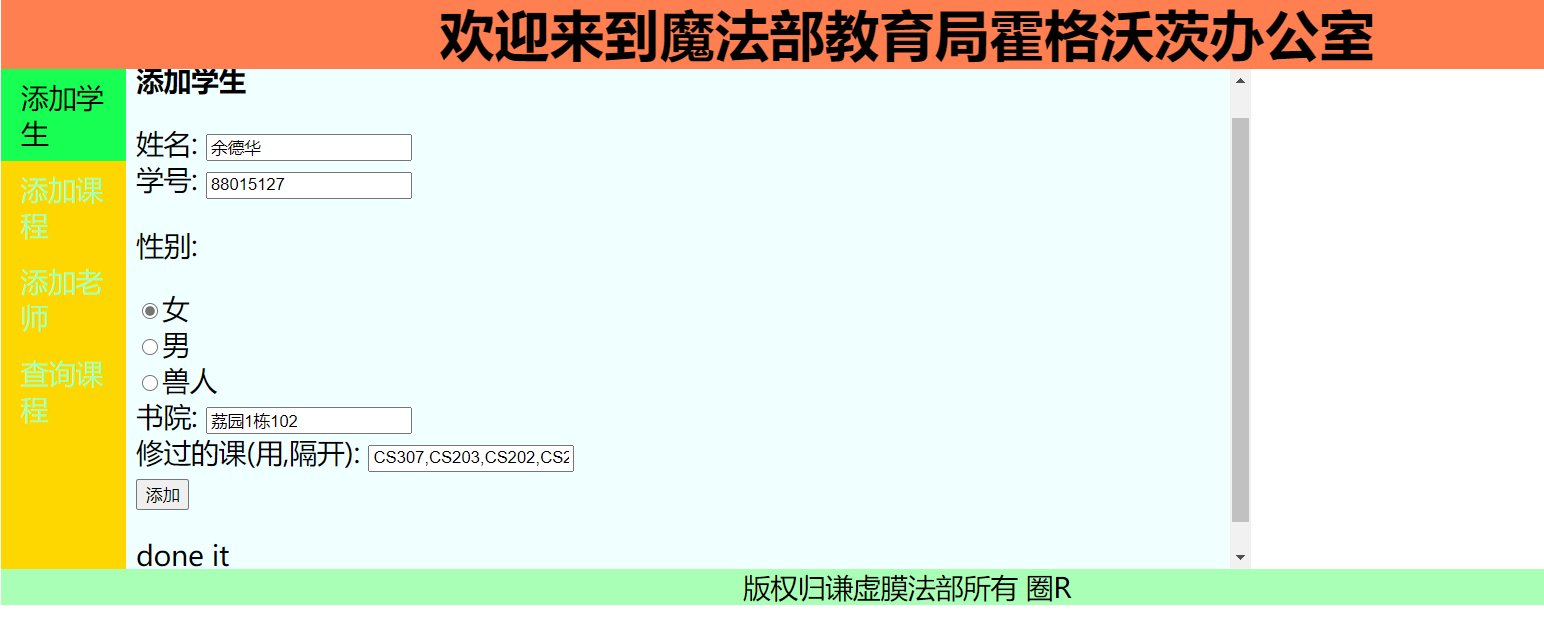 欢迎来到魔法部教育局霍格沃茨办公室
添加学
生
添加课
程
添加老
师
查询课
程
添加学生
姓名: 余德华
学号: 88015127
性别:
女
男
兽人
书院: 荔园1栋102
修过的课(用,隔开): CS307,CS203,CS202,CS2
添加
done it
版权归谦虚膜法部所有 圈R